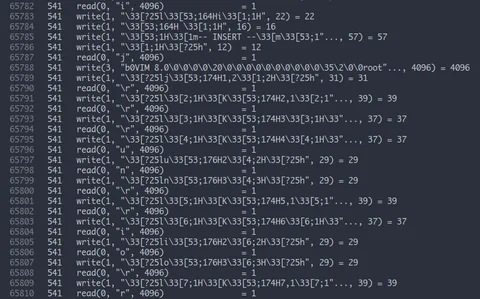 65782 541 read(0, "i", 4096) = 1
65783 541 write(1, "\33[?25l\33[53;164Hi\33[1;1H", 22) = 22
65784 541 write(1, "\33[53;164H \33[1;1H", 16) = 16
65785 541 write(1, "\33[53;1H\33[1m-- INSERT --\33[m\33[53;1"..., 57) = 57
65786 541 write(1, "\33[1;1H\33[?25h", 12) = 12
65787 541 read(0, "j", 4096) = 1
65788 541 write(3, "b0VIM 8.0\0\0\0\0\20\0\0\0\0\0\0\0\0\0\0\35\2\0\0root"..., 4096) = 4096
65789 541 write(1, "\33[?25lj\33[53;174H1,2\33[1;2H\33[?25h", 31) = 31
65790 541 read(0, "\r", 4096) = 1
65791 541 write(1, "\33[?25l\33[2;1H\33[K\33[53;174H2,1\33[2;1"..., 39) = 39
65792 541 read(0, "\r", 4096) = 1
65793 541 write(1, "\33[?25l\33[3;1H\33[K\33[53;174H3\33[3;1H\33"..., 37) = 37
65794 541 read(0, "\r", 4096) = 1
65795 541 write(1, "\33[?25l\33[4;1H\33[K\33[53;174H4\33[4;1H\33"..., 37) = 37
65796 541 read(0, "u", 4096) = 1
65797 541 write(1, "\33[?25lu\33[53;176H2\33[4;2H\33[?25h", 29) = 29
65798 541 read(0, "n", 4096) = 1
65799 541 write(1, "\33[?25ln\33[53;176H3\33[4;3H\33[?25h", 29) = 29
65800 541 read(0, "\r", 4096) = 1
65801 541 write(1, "\33[?25l\33[5;1H\33[K\33[53;174H5,1\33[5;1"..., 39) = 39
65802 541 read(0, "\r", 4096) = 1
65803 541 write(1, "\33[?25l\33[6;1H\33[K\33[53;174H6\33[6;1H\33"..., 37) = 37
65804 541 read(0, "i", 4096) = 1
65805 541 write(1, "\33[?25li\33[53;176H2\33[6;2H\33[?25h", 29) = 29
65806 541 read(0, "o", 4096) = 1
65807 541 write(1, "\33[?25lo\33[53;176H3\33[6;3H\33[?25h", 29) = 29
65808 541 read(0, "\r", 4096) = 1
65809 541 write(1, "\33[?25l\33[7;1H\33[K\33[53;174H7,1\33[7;1"..., 39) = 39
65810 541 read(0, "r", 4096) = 1